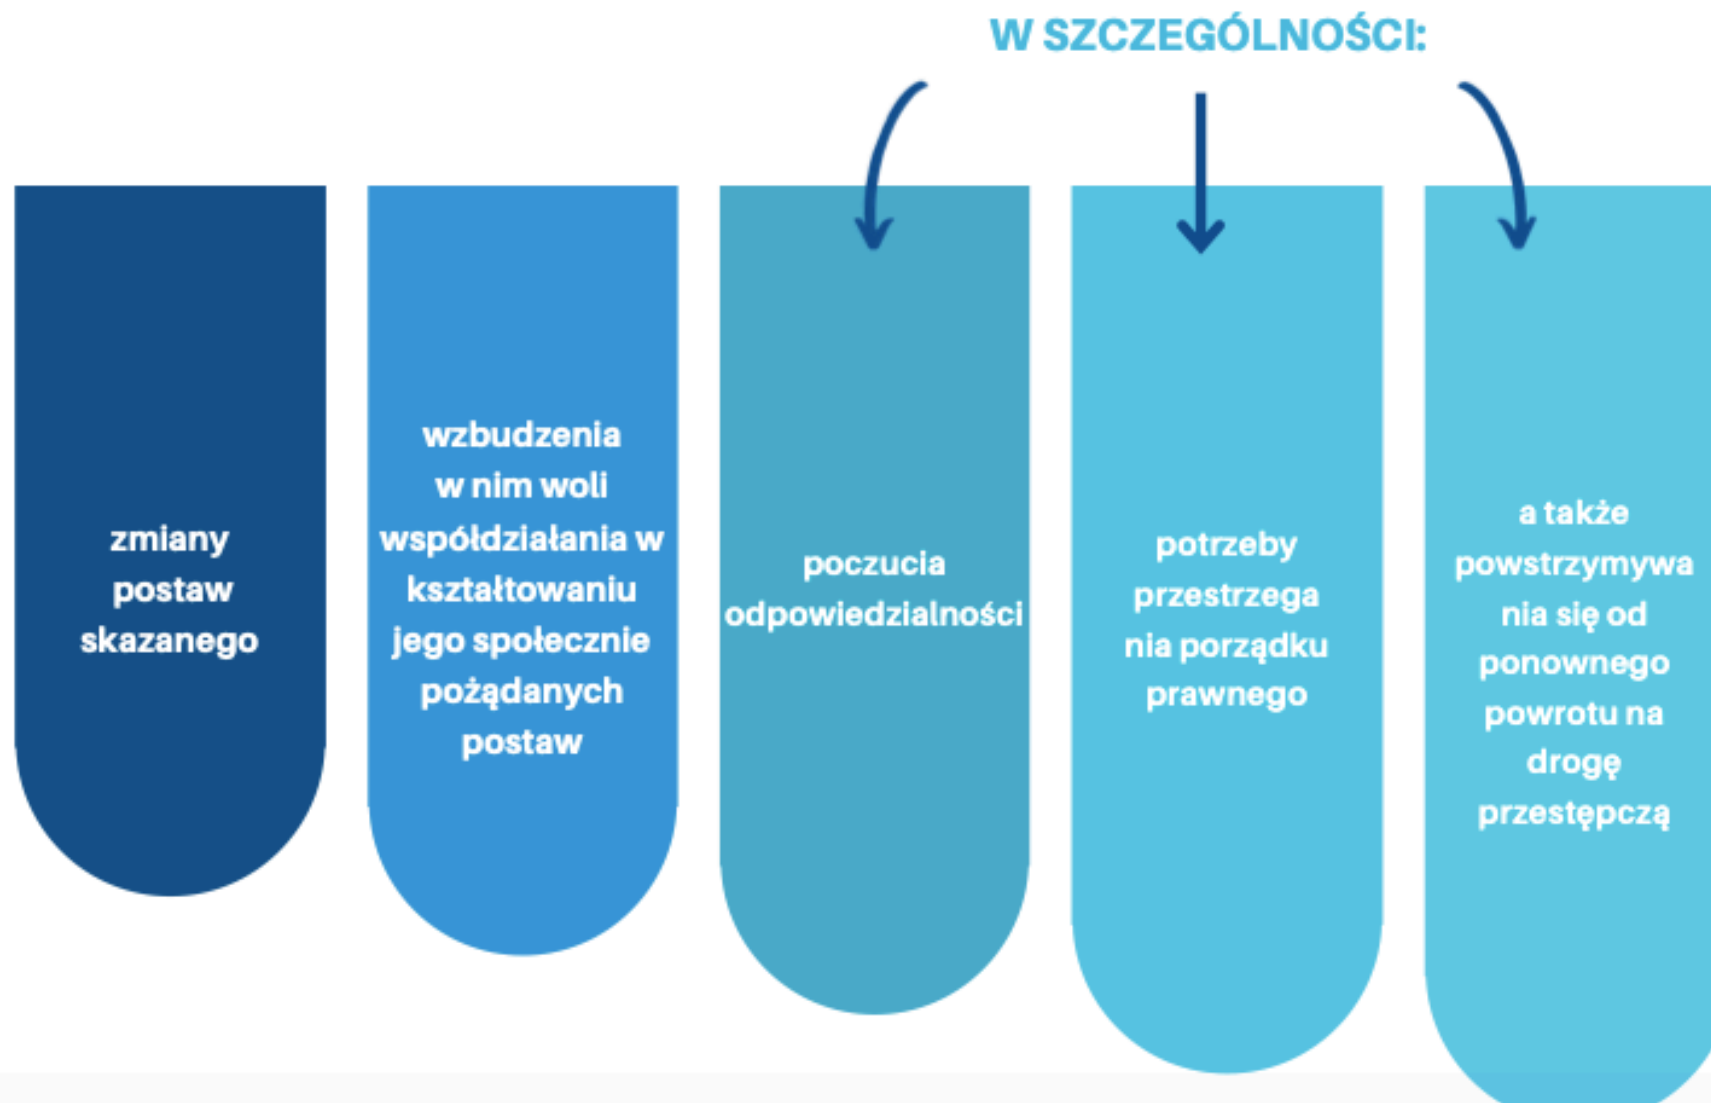 W SZCZEGÓLNOŚCI:
zmiany
postaw
skazanego
wzbudzenia
w nim woli
współdziałania w
kształtowaniu
jego społecznie
pożądanych
postaw
poczucia
odpowiedzialności
potrzeby
przestrzega
nia porządku
prawnego
a także
powstrzymywa
nia się od
ponownego
powrotu na
drogę
przestępczą